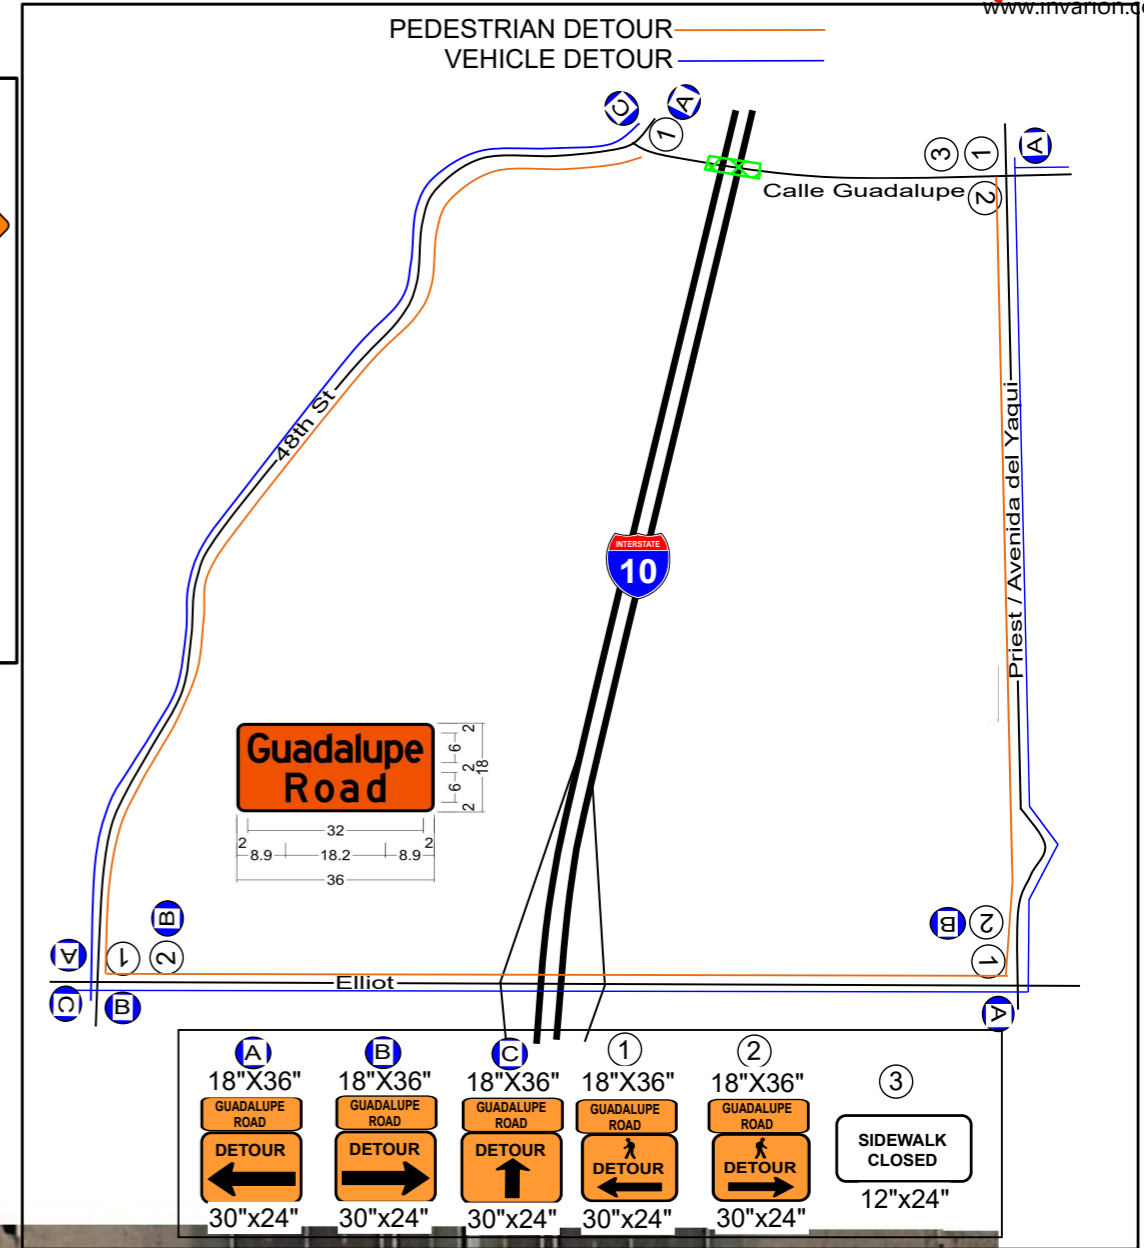 www.invarion.co
PEDESTRIAN DETOUR
VEHICLE DETOUR
C
A
1
3
1
A
2
Calle Guadalupe
48th St
Priest / Avenida del Yaqui
INTERSTATE
10
Guadalupe
Road
2
6
2
6
2
18
32
2
2
8.9
18.2
8.9
36
B
B
2
A
1
2
1
Elliot
C
B
A
A
B
C
1
2
3
18"X36"
18"X36"
18"X36"
18"X36"
18"X36"
GUADALUPE
ROAD
GUADALUPE
ROAD
GUADALUPE
ROAD
GUADALUPE
ROAD
GUADALUPE
ROAD
DETOUR
DETOUR
DETOUR
DETOUR
DETOUR
SIDEWALK
CLOSED
30"x24"
30"x24"
30"x24"
30"x24"
30"x24"
12"x24"